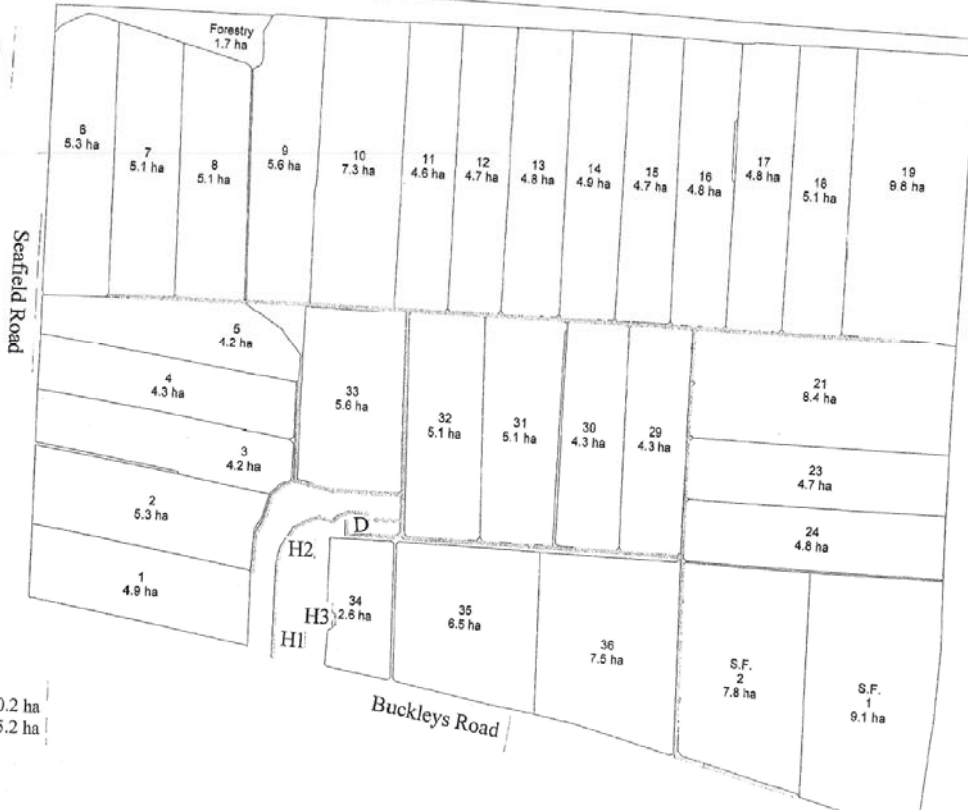 Forestry
1.7 ha
6
5.3 ha
7
5.1 ha
8
5.1 ha
9
5.6 ha
10
7.3 ha
11
4.6 ha
12
4.7 ha
13
4.8 ha
14
4.9 ha
15
4.7 ha
16
4.8 ha
17
4.8 ha
18
5.1 ha
19
9.8 ha
Seafield Road
5
4.2 ha
4
4.3 ha
3
4.2 ha
2
5.3 ha
1
4.9 ha
33
5.6 ha
32
5.1 ha
31
5.1 ha
30
4.3 ha
29
4.3 ha
21
8.4 ha
23
4.7 ha
24
4.8 ha
D
H2
H3
H1
34
2.6 ha
35
6.5 ha
36
7.5 ha
S.F.
2
7.8 ha
S.F.
1
9.1 ha
Buckleys Road
0.2 ha
5.2 ha